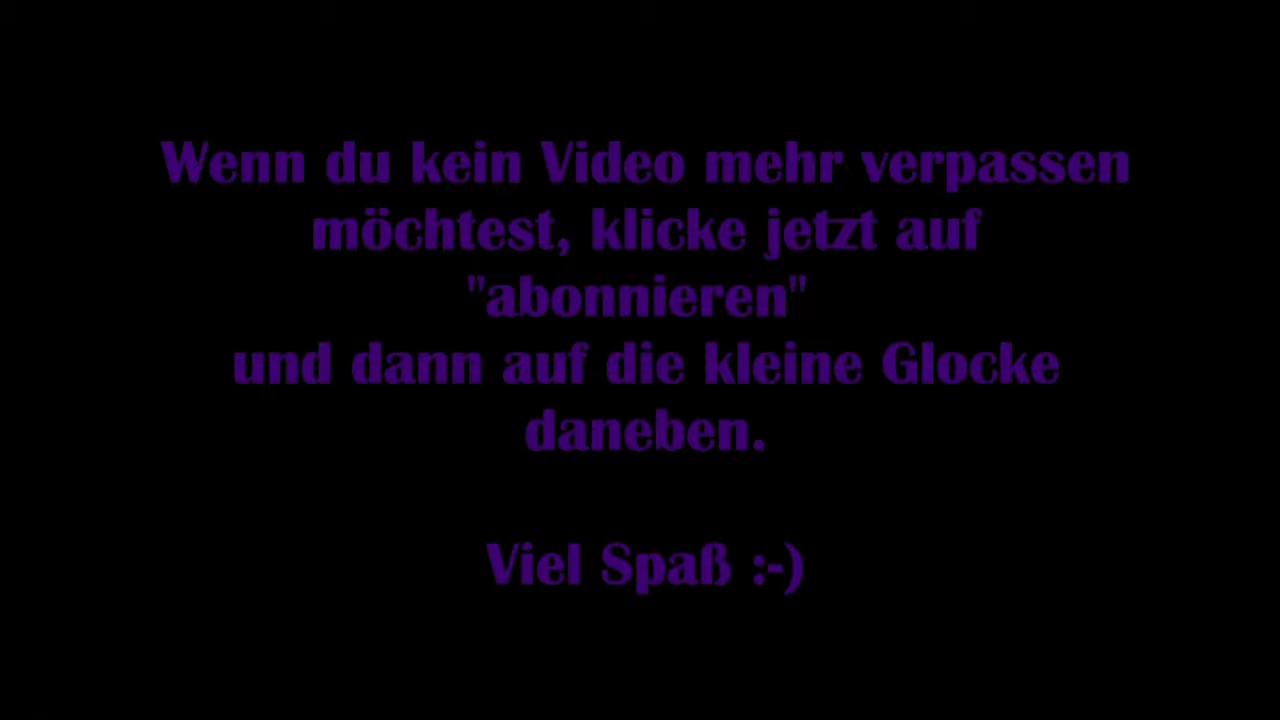 Wenn du kein Video mehr verpassen
möchtest, klicke jetzt auf
"abonnieren"
und dann auf die kleine Glocke
daneben.
Viel Spaß :-)